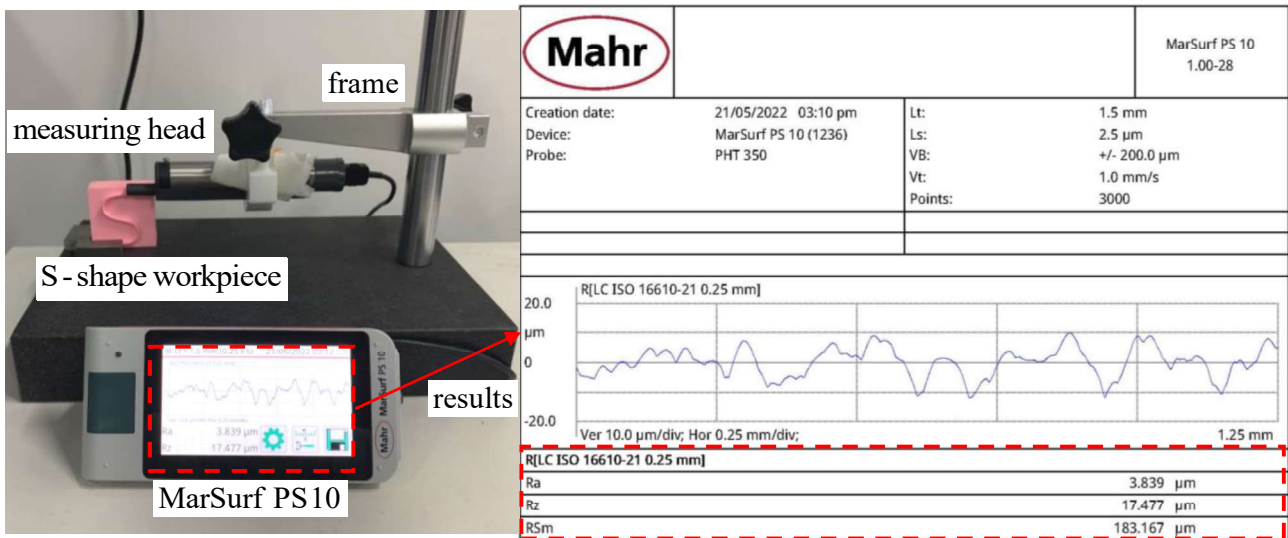 frame
measuring head
S-shape workpiece
Ra 3.839 µm
Rz 17.477 µm
Mahr
MarSurf PS 10
MarSurf PS10
results
Mahr
MarSurf PS 10
1.00-28
Creation date: 21/05/2022 03:10 pm
Device: MarSurf PS 10 (1236)
Probe: PHT 350
Lt: 1.5 mm
Ls: 2.5 µm
VB: +/- 200.0 µm
Vt: 1.0 mm/s
Points: 3000
R[LC ISO 16610-21 0.25 mm]
20.0
µm
0
-20.0
Ver 10.0 µm/div; Hor 0.25 mm/div;
1.25 mm
R[LC ISO 16610-21 0.25 mm]
Ra 3.839 µm
Rz 17.477 µm
RSm 183.167 µm